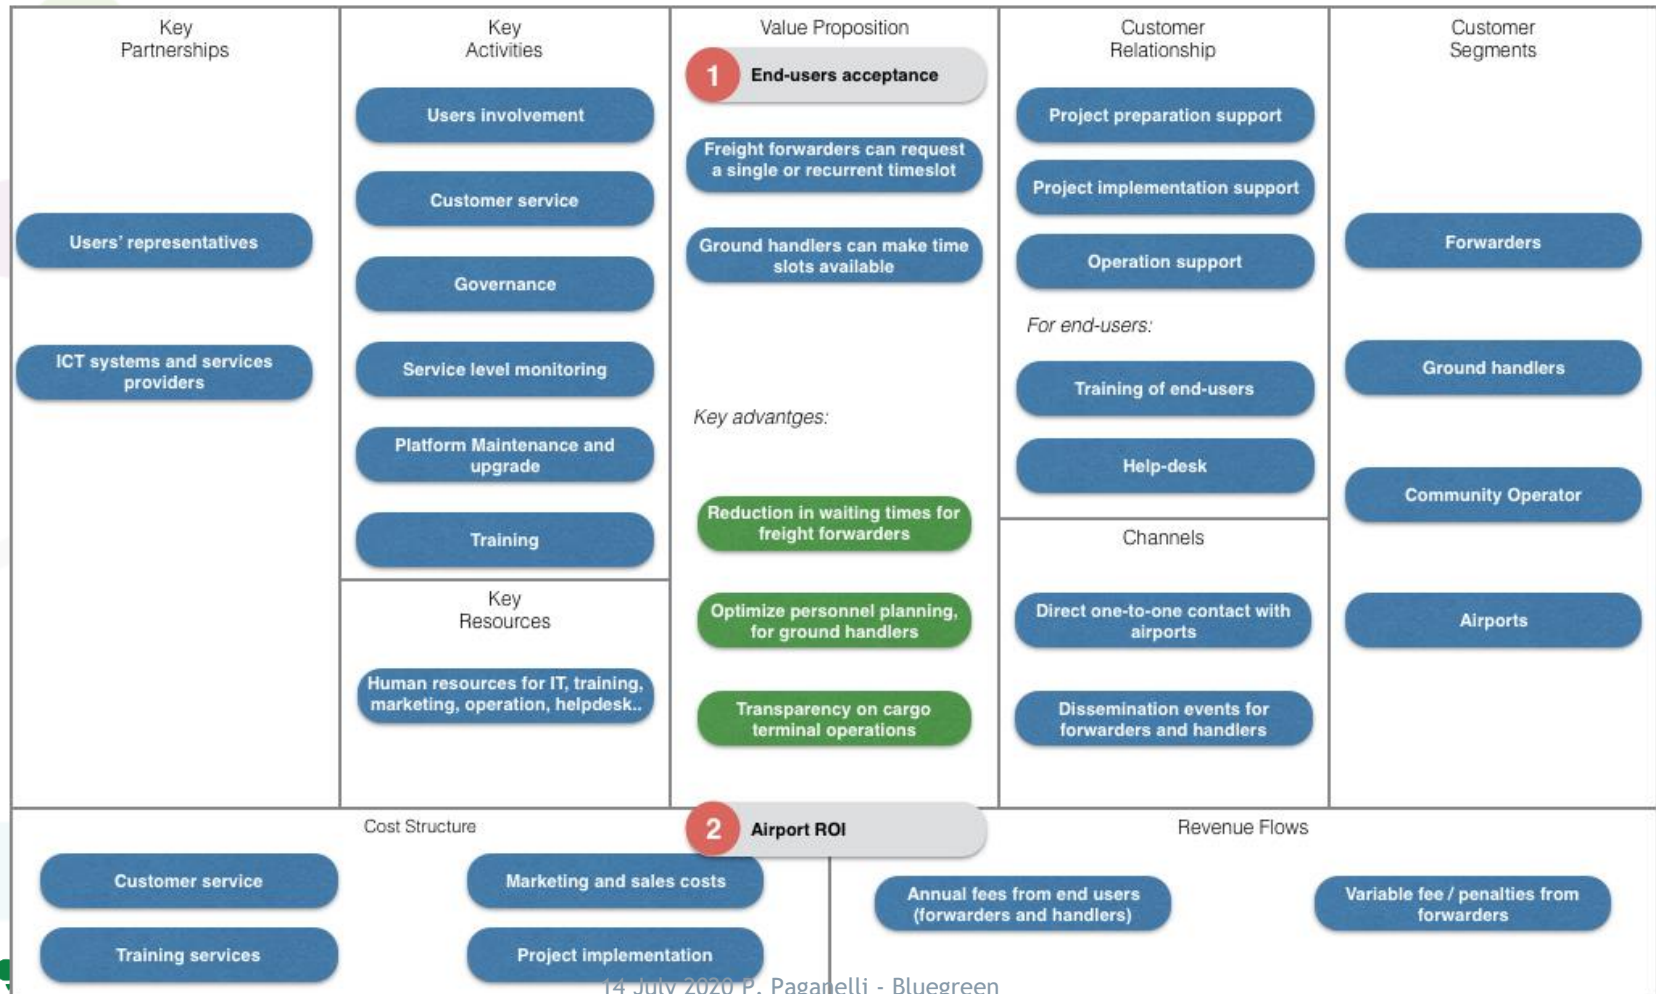 Key
Partnerships
Users' representatives
ICT systems and services
providers
Key
Activities
Users involvement
Customer service
Governance
Service level monitoring
Platform Maintenance and
upgrade
Training
Key
Resources
Human resources for IT, training,
marketing, operation, helpdesk..
Value Proposition
1 End-users acceptance
Freight forwarders can request
a single or recurrent timeslot
Ground handlers can make time
slots available
Key advantges:
Reduction in waiting times for
freight forwarders
Optimize personnel planning,
for ground handlers
Transparency on cargo
terminal operations
Customer
Relationship
Project preparation support
Project implementation support
Operation support
For end-users:
Training of end-users
Help-desk
Channels
Direct one-to-one contact with
airports
Dissemination events for
forwarders and handlers
Customer
Segments
Forwarders
Ground handlers
Community Operator
Airports
Cost Structure
Customer service
Marketing and sales costs
Training services
Project implementation
2 Airport ROI
Revenue Flows
Annual fees from end users
(forwarders and handlers)
Variable fee / penalties from
forwarders
14 July 2020 P. Paganelli - Bluegreen